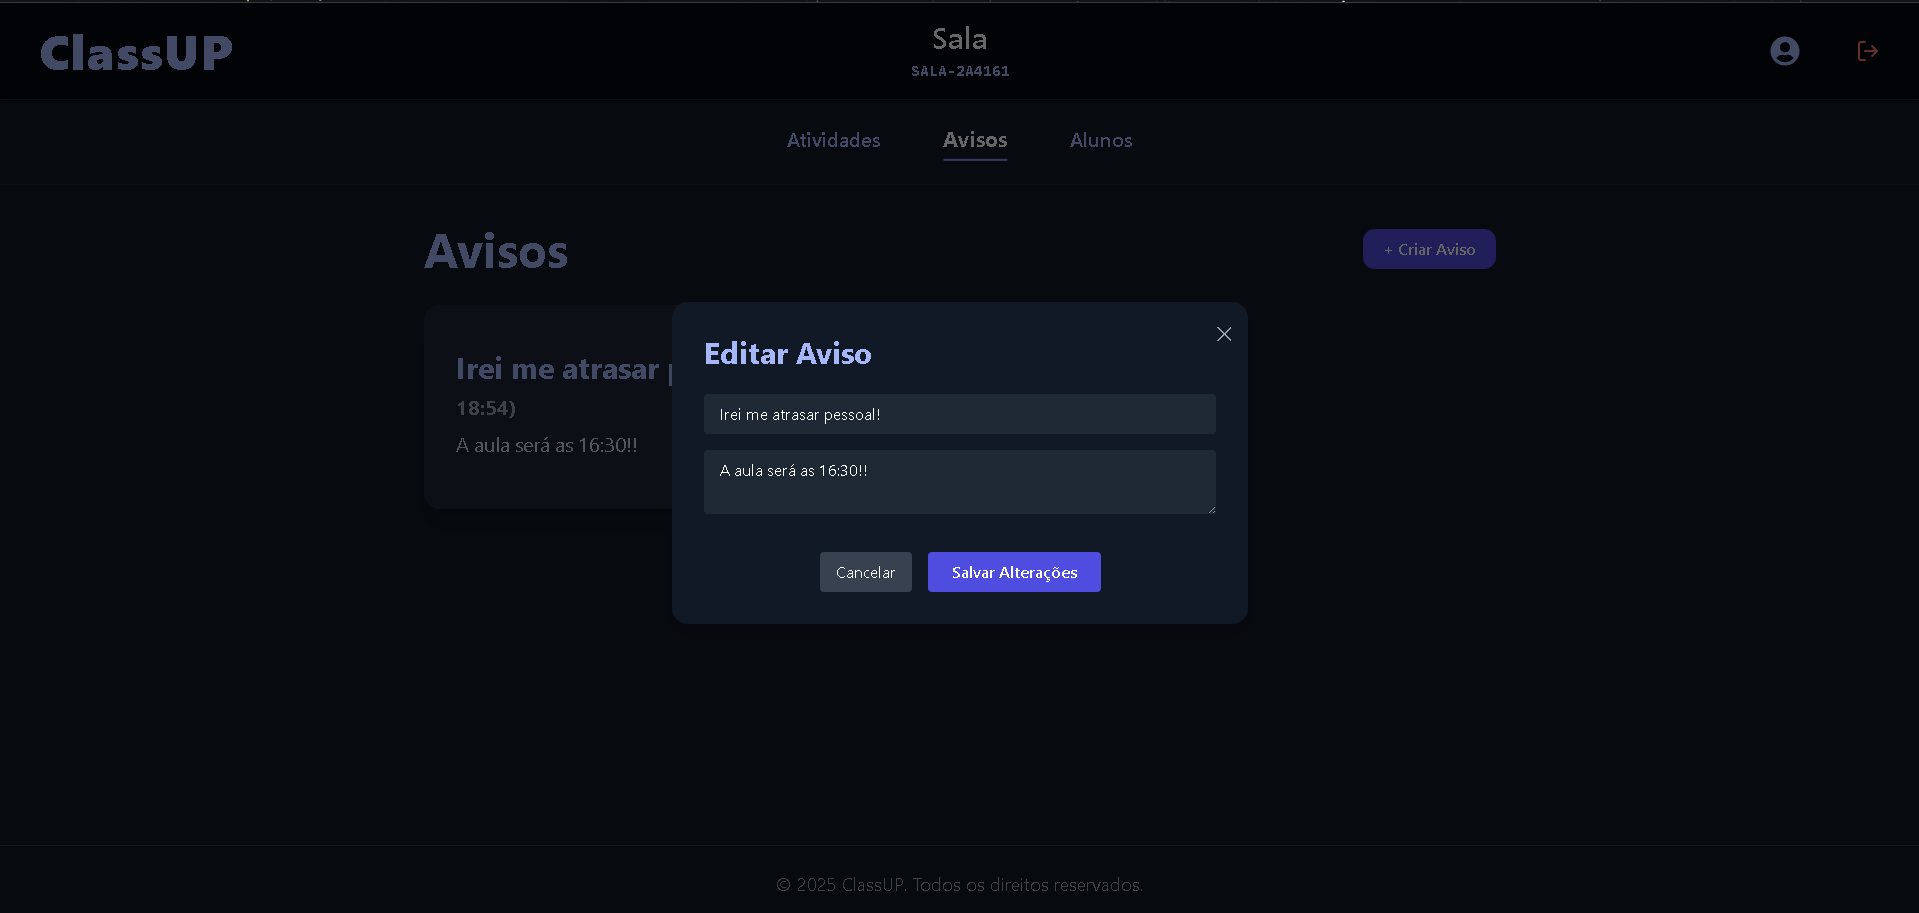 ClassUP
Sala
SALA-2A4161
Atividades
Avisos
Alunos
Avisos
+ Criar Aviso
Irei me atrasar
18:54)
A aula será as 16:30!!
Editar Aviso
Irei me atrasar pessoal!
A aula será as 16:30!!
Cancelar
Salvar Alterações
© 2025 ClassUP. Todos os direitos reservados.